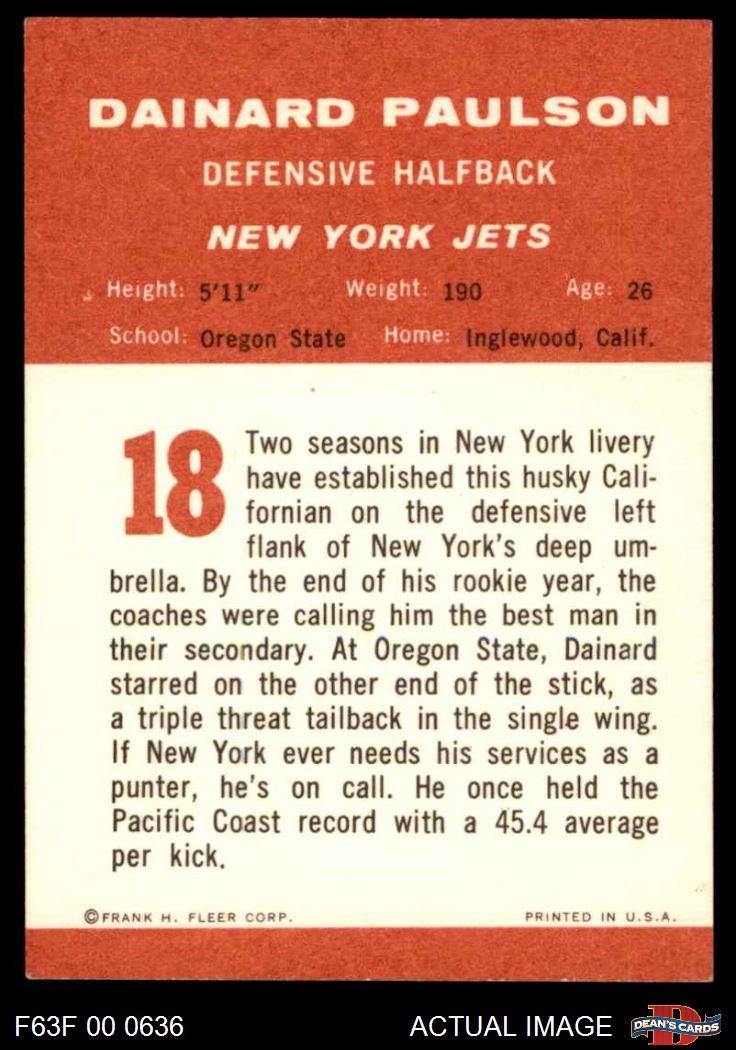 DAINARD PAULSON
DEFENSIVE HALFBACK
NEW YORK JETS
Height: 5'11" Weight: 190 Age: 26
School: Oregon State Home: Inglewood, Calif.
18
Two seasons in New York livery
have established this husky Cali-
fornian on the defensive left
flank of New York's deep um-
brella. By the end of his rookie year, the
coaches were calling him the best man in
their secondary. At Oregon State, Dainard
starred on the other end of the stick, as
a triple threat tailback in the single wing.
If New York ever needs his services as a
punter, he's on call. He once held the
Pacific Coast record with a 45.4 average
per kick.
©FRANK H. FLEER CORP. PRINTED IN U.S.A.
F63F 00 0636 ACTUAL IMAGE D DEAN'S CARDS